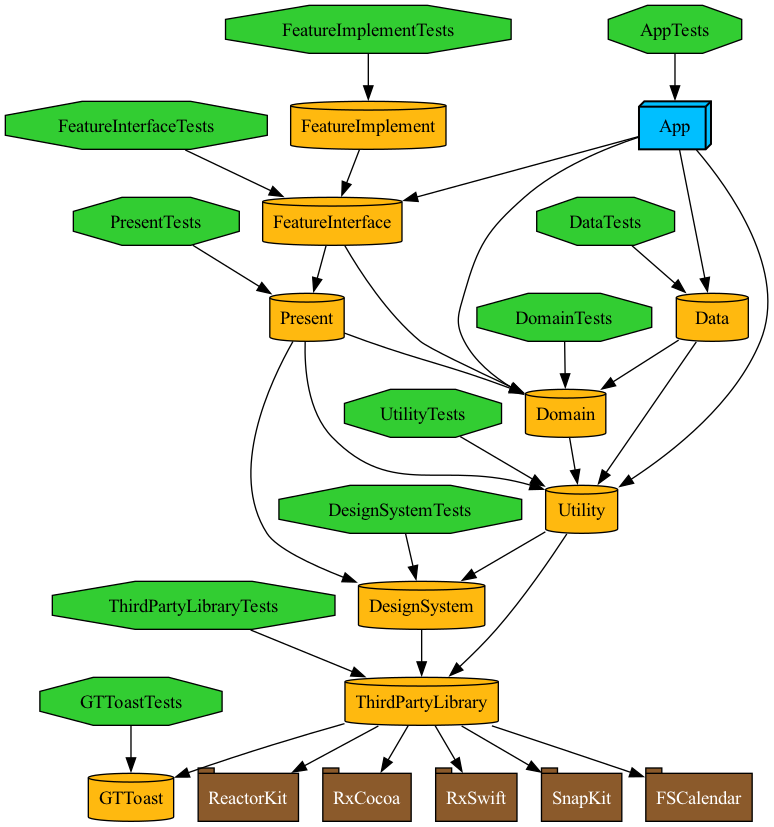 FeatureImplementTests
AppTests
FeatureInterfaceTests
FeatureImplement
App
PresentTests
FeatureInterface
DataTests
Present
DomainTests
Data
UtilityTests
Domain
DesignSystemTests
Utility
ThirdPartyLibraryTests
DesignSystem
GTToastTests
ThirdPartyLibrary
GTToast
ReactorKit
RxCocoa
RxSwift
SnapKit
FSCalendar